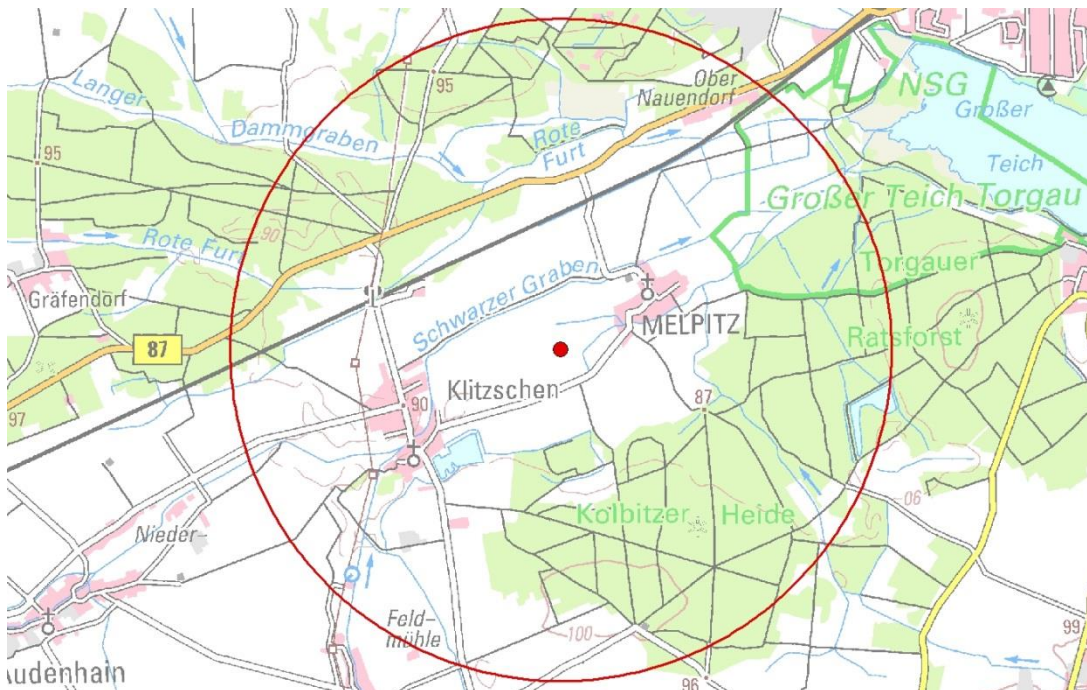 95
Ober
Nauendorf
NSG
Großer
Teich
Langer
Dammgraben
Rote
Furt
95
Großer Teich Torgau
90
Rote Furt
Torgauer
Gräfendorf
Schwarzer Graben
MELPITZ
Ratsforst
87
Klitzschen
90
87
97
Kolbitzer Heide
Nieder-
Feld-
mühle
100
99
96
Audenhain